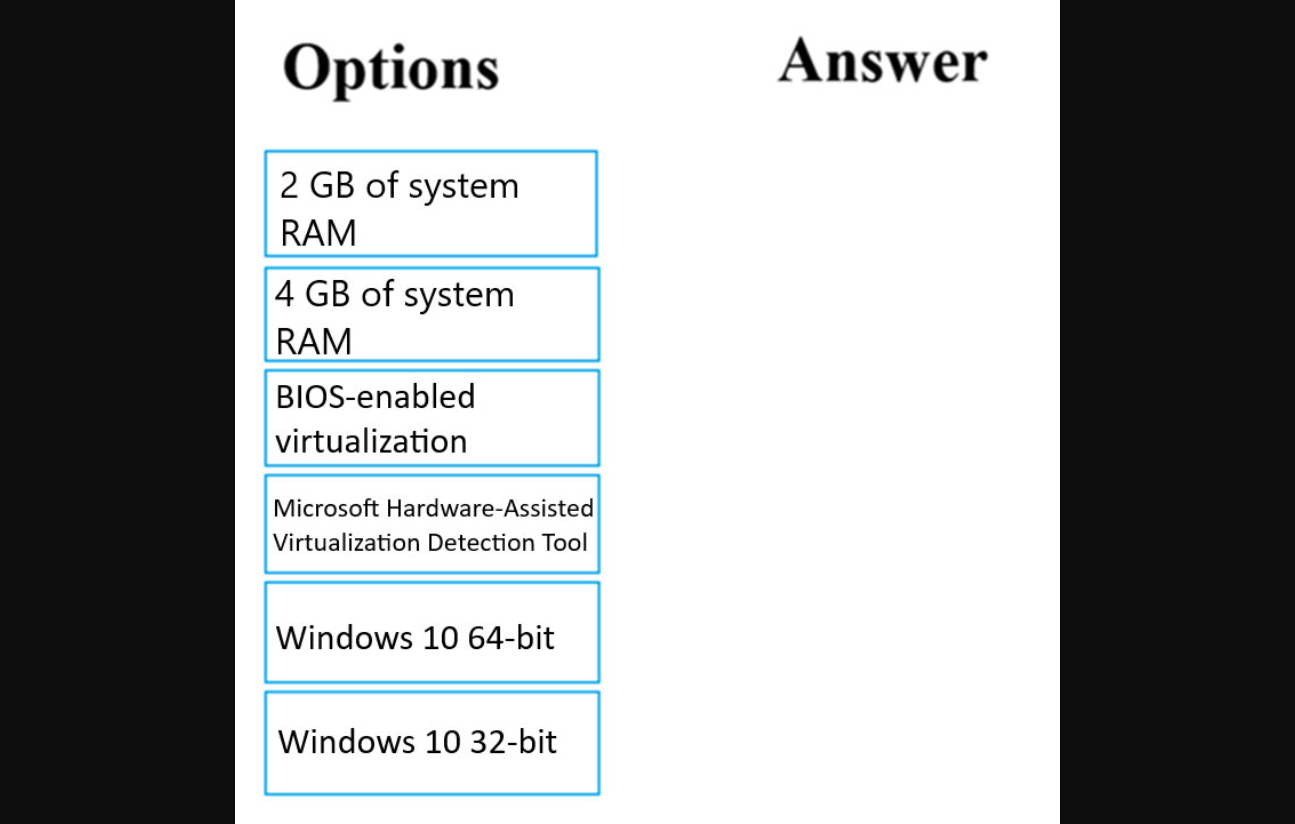 Options
Answer
2 GB of system
RAM
4 GB of system
RAM
BIOS-enabled
virtualization
Microsoft Hardware-Assisted
Virtualization Detection Tool
Windows 10 64-bit
Windows 10 32-bit